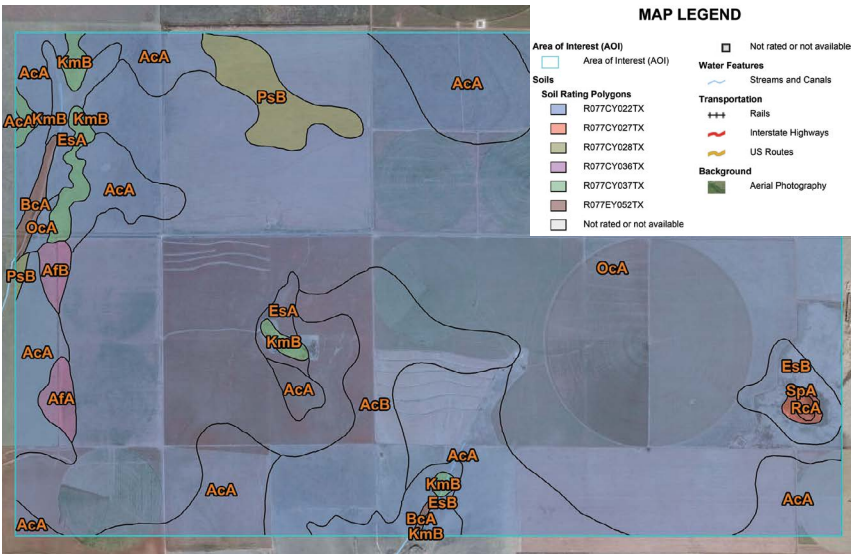 MAP LEGEND
Area of Interest (AOI)
Area of Interest (AOI)
Soils
Soil Rating Polygons
R077CY022TX
R077CY027TX
R077CY028TX
R077CY036TX
R077CY037TX
R077EY052TX
Not rated or not available
Not rated or not available
Water Features
Streams and Canals
Transportation
Rails
Interstate Highways
US Routes
Background
Aerial Photography
KmB
AcA
AcA
AcA
PsB
AcA
KmB
KmB
EsA
AcA
BcA
OcA
PsB
AfB
OcA
EsA
KmB
AcA
AcA
EsB
AfA
AcB
SpA
RcA
AcA
AcA
KmB
EsB
AcA
AcA
BcA
KmB